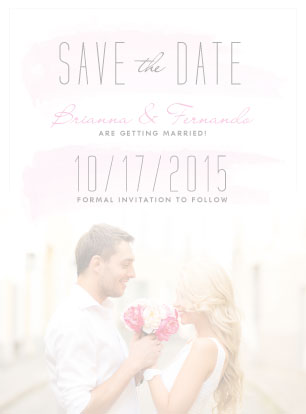 SAVE the DATE
Brianna & Fernando
ARE GETTING MARRIED!
10/17/2015
FORMAL INVITATION TO FOLLOW